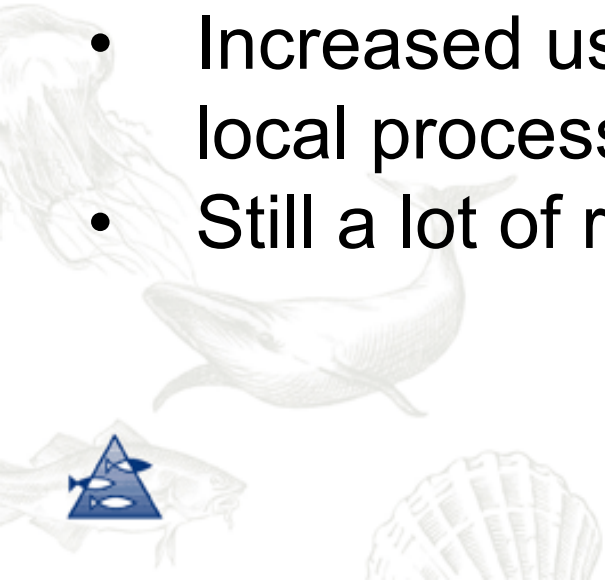 • Increased us
local process
• Still a lot of r